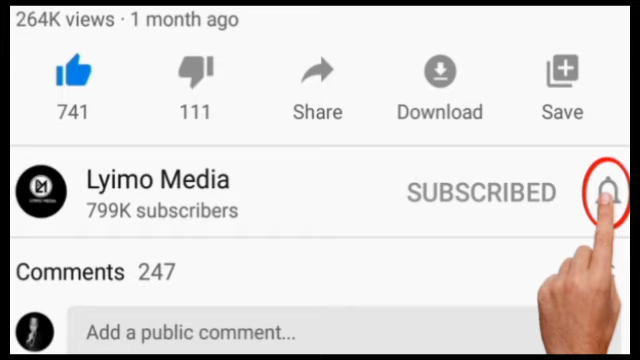 264K views · 1 month ago
741
111
Share
Download
Save
Lyimo Media
SUBSCRIBED
799K subscribers
Comments 247
Add a public comment...